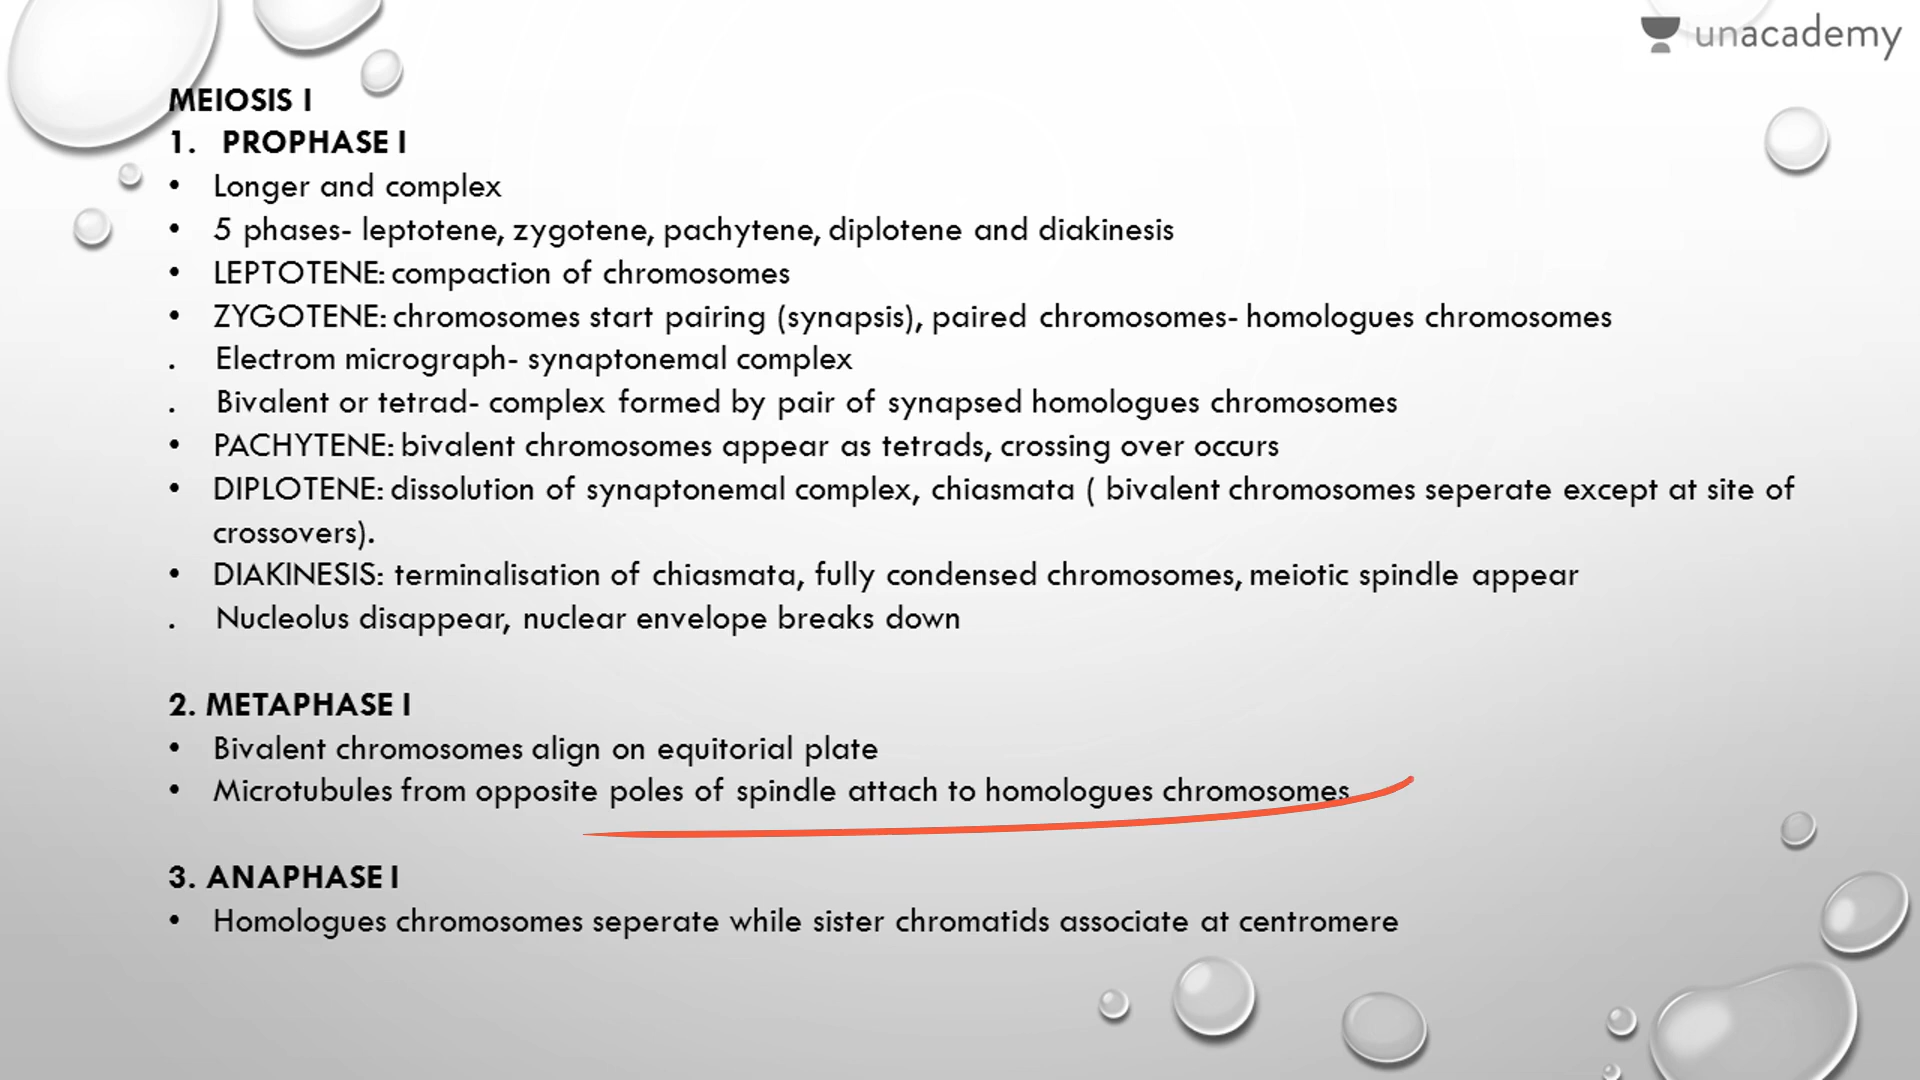 unacademy
MEIOSIS I
1. PROPHASE I
• Longer and complex
• 5 phases- leptotene, zygotene, pachytene, diplotene and diakinesis
• LEPTOTENE: compaction of chromosomes
• ZYGOTENE: chromosomes start pairing (synapsis), paired chromosomes- homologues chromosomes
. Electrom micrograph- synaptonemal complex
. Bivalent or tetrad- complex formed by pair of synapsed homologues chromosomes
• PACHYTENE: bivalent chromosomes appear as tetrads, crossing over occurs
• DIPLOTENE: dissolution of synaptonemal complex, chiasmata ( bivalent chromosomes seperate except at site of
crossovers).
• DIAKINESIS: terminalisation of chiasmata, fully condensed chromosomes, meiotic spindle appear
. Nucleolus disappear, nuclear envelope breaks down
2. METAPHASE I
• Bivalent chromosomes align on equitorial plate
• Microtubules from opposite poles of spindle attach to homologues chromosomes
3. ANAPHASE I
• Homologues chromosomes seperate while sister chromatids associate at centromere